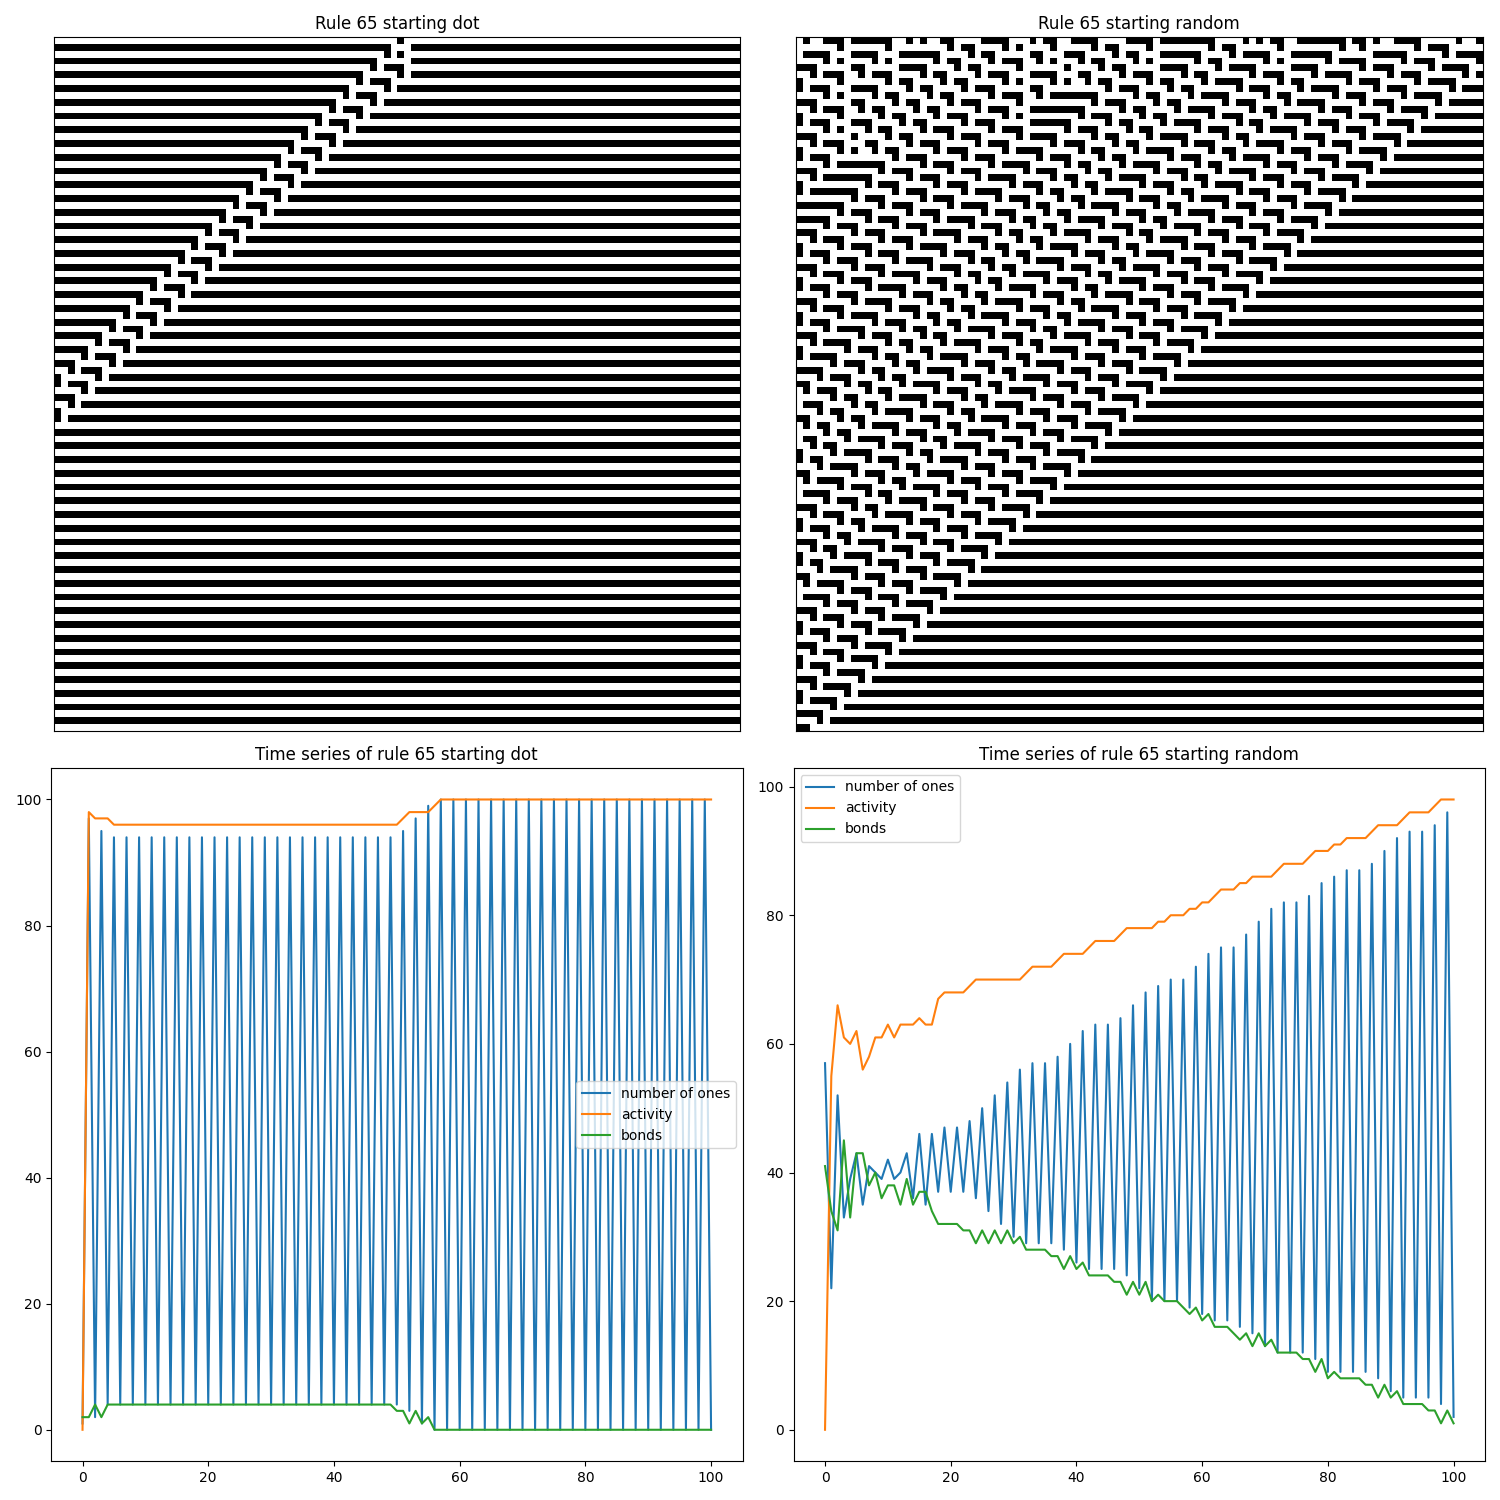 Rule 65 starting dot
Rule 65 starting random
Time series of rule 65 starting dot
100
80
60
40
20
0
0 20 40 60 80 100
number of ones
activity
bonds
Time series of rule 65 starting random
number of ones
activity
bonds
100
80
60
40
20
0
0 20 40 60 80 100